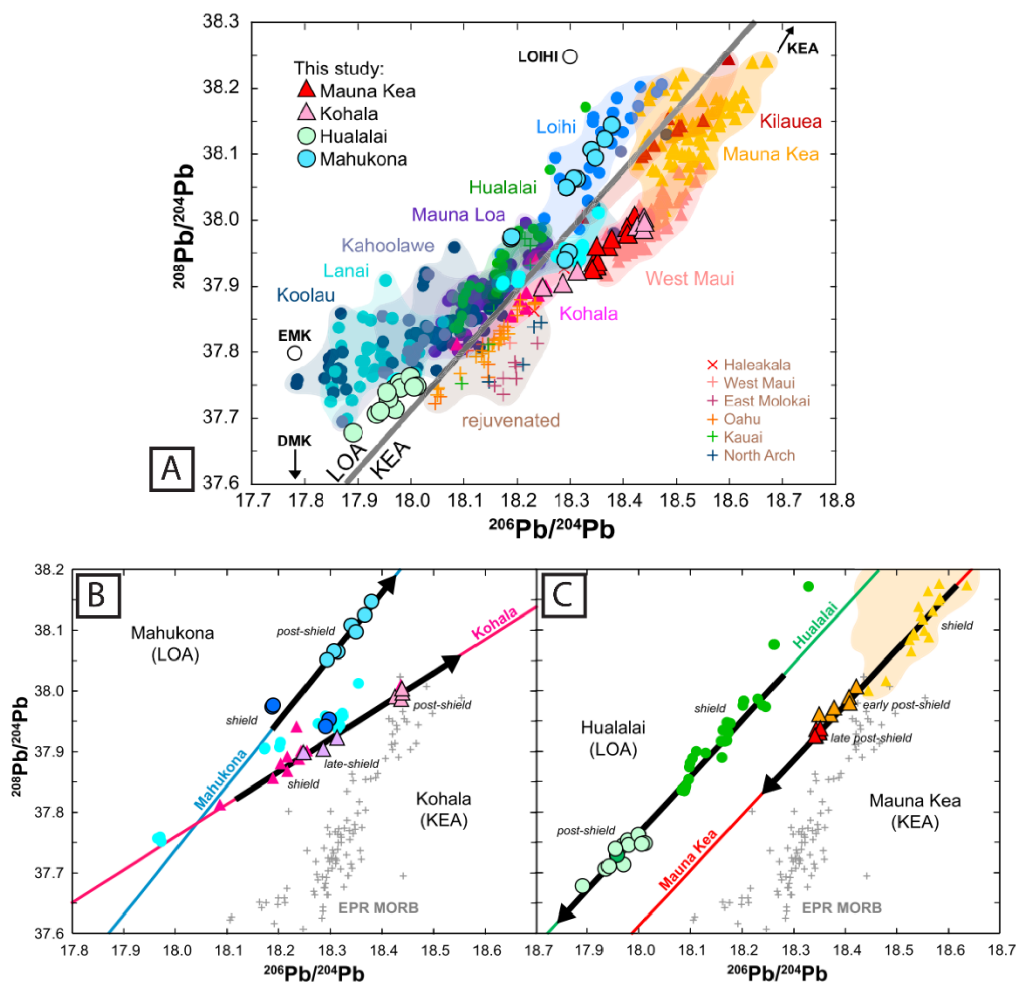 38.3
38.2
38.1
38.0
37.9
37.8
37.7
37.6
208Pb/204Pb
This study:
Mauna Kea
Kohala
Hualalai
Mahukona
LOIHI
KEA
Loihi
Kilauea
Mauna Kea
Hualalai
Mauna Loa
Kahoolawe
Lanai
Koolau
West Maui
Kohala
EMK
DMK
LOA
KEA
rejuvenated
Haleakala
West Maui
East Molokai
Oahu
Kauai
North Arch
A
17.7 17.8 17.9 18.0 18.1 18.2 18.3 18.4 18.5 18.6 18.7 18.8
206Pb/204Pb
B
38.2
38.1
38.0
37.9
37.8
37.7
37.6
208Pb/204Pb
Mahukona
(LOA)
post-shield
Kohala
shield
post-shield
late-shield
shield
Mahukona
Kohala
(KEA)
EPR MORB
17.8 17.9 18.0 18.1 18.2 18.3 18.4 18.5 18.6
206Pb/204Pb
C
Hualalai
shield
shield
early post-shield
late post-shield
Hualalai
(LOA)
post-shield
Mauna Kea
Mauna Kea
(KEA)
EPR MORB
17.7 17.9 18.0 18.1 18.2 18.3 18.4 18.5 18.6 18.7
206Pb/204Pb